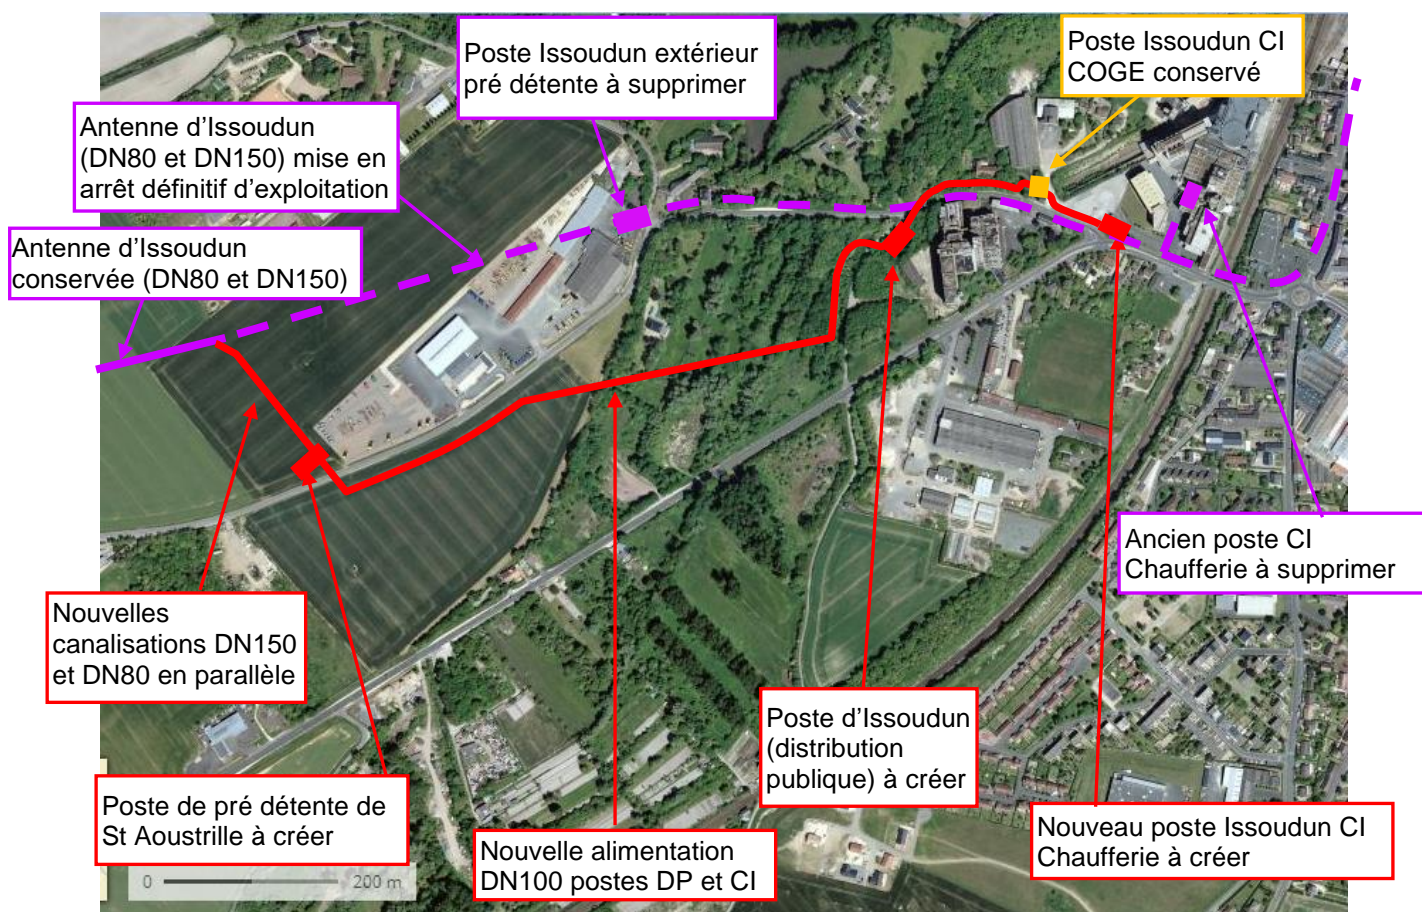 Poste Issoudun extérieur
pré détente à supprimer
Poste Issoudun CI
COGE conservé
Antenne d'Issoudun
(DN80 et DN150) mise en
arrêt définitif d'exploitation
Antenne d'Issoudun
conservée (DN80 et DN150)
Ancien poste CI
Chaufferie à supprimer
Nouvelles
canalisations DN150
et DN80 en parallèle
Poste d'Issoudun
(distribution
publique) à créer
Poste de pré détente de
St Aoustrille à créer
Nouveau poste Issoudun CI
Chaufferie à créer
Nouvelle alimentation
DN100 postes DP et CI
0 200 m